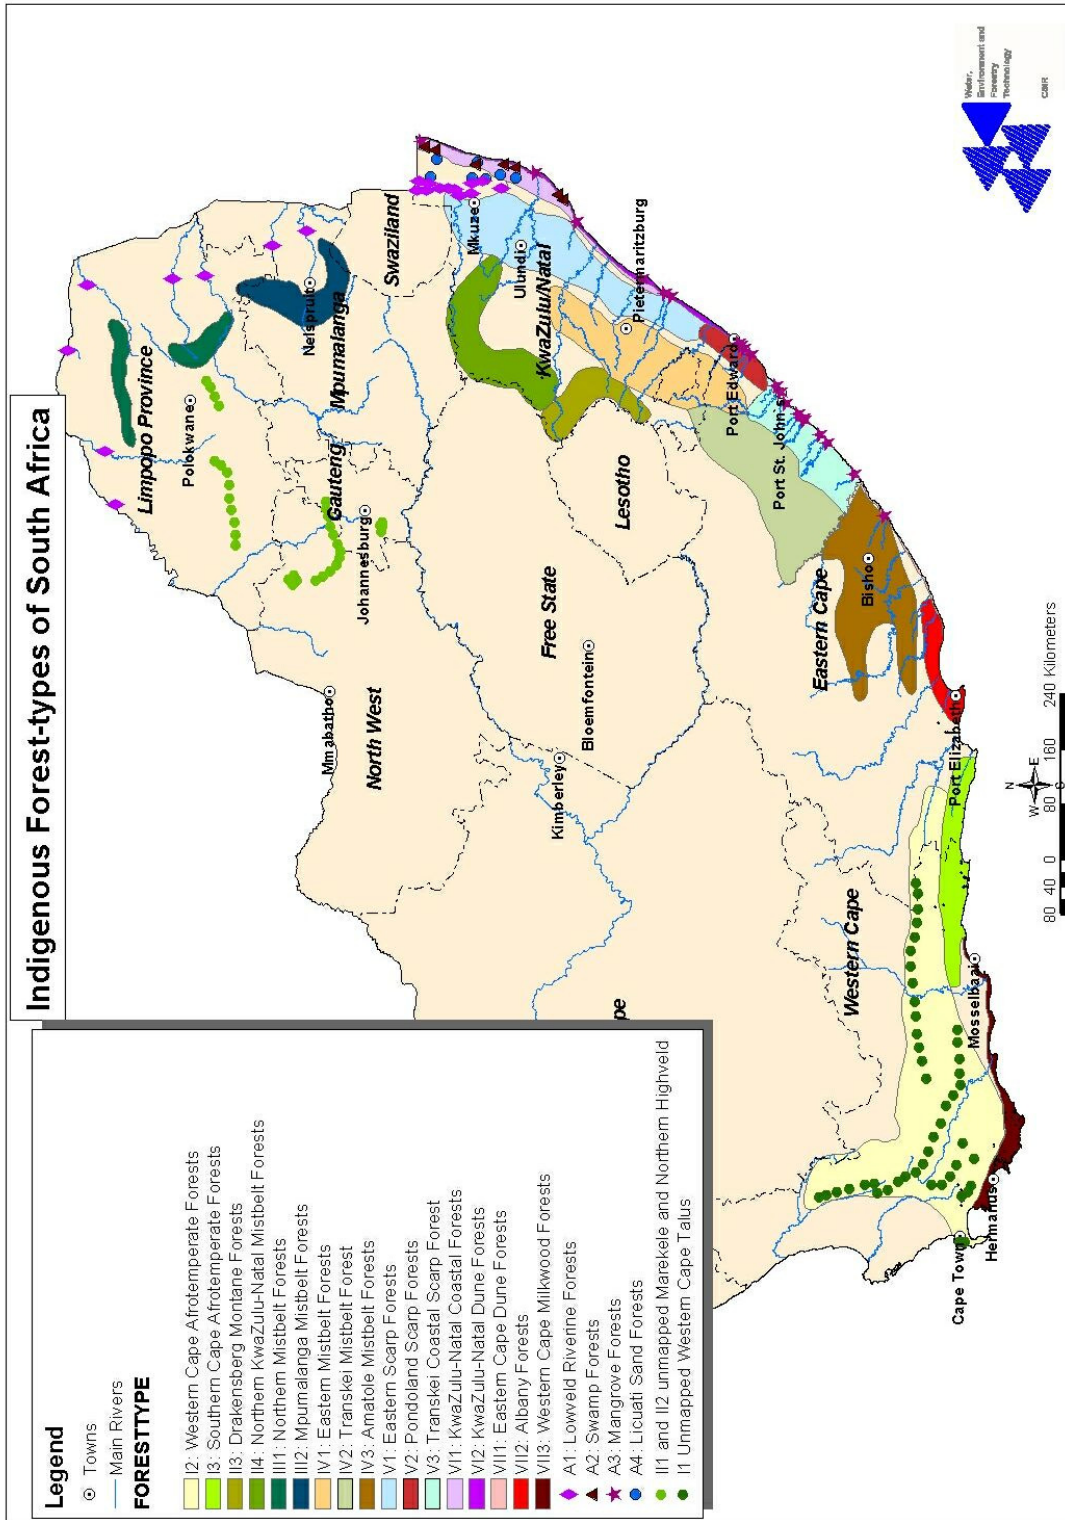 Indigenous Forest-types of South Africa
Legend
Towns
Main Rivers
FORESTTYPE
I2: Western Cape Afrotemperate Forests
I3: Southern Cape Afrotemperate Forests
II3: Drakensberg Montane Forests
II4: Northern KwaZulu-Natal Mistbelt Forests
III1: Northern Mistbelt Forests
III2: Mpumalanga Mistbelt Forests
IV1: Eastern Mistbelt Forests
IV2: Transkei Mistbelt Forest
IV3: Amatole Mistbelt Forests
V1: Eastern Scarp Forests
V2: Pondoland Scarp Forests
V3: Transkei Coastal Scarp Forest
VI1: KwaZulu-Natal Coastal Forests
VI2: KwaZulu-Natal Dune Forests
VII1: Eastern Cape Dune Forests
VII2: Albany Forests
VII3: Western Cape Milkwood Forests
A1: Lowveld Riverine Forests
A2: Swamp Forests
A3: Mangrove Forests
A4: Licuati Sand Forests
II1 and II2 unmapped Marekele and Northern Highveld
I1 Unmapped Western Cape Talus
Limpopo Province
Polokwane
Mpumalanga
Nelspruit
Gauteng
Johannesburg
Swaziland
Mmabatho
North West
Mkuze
Ulundi
KwaZulu/Natal
Pietermaritzburg
Free State
Bloemfontein
Kimberley
Lesotho
Port Edward
Port St. John's
Eastern Cape
Bisho
Port Elizabeth
Western Cape
pe
Mosselbaai
Hermanus
Cape Town
N
W
E
S
80 40 0 80 160 240 Kilometers
Water,
Environment and
Forestry
Technology
CSIR